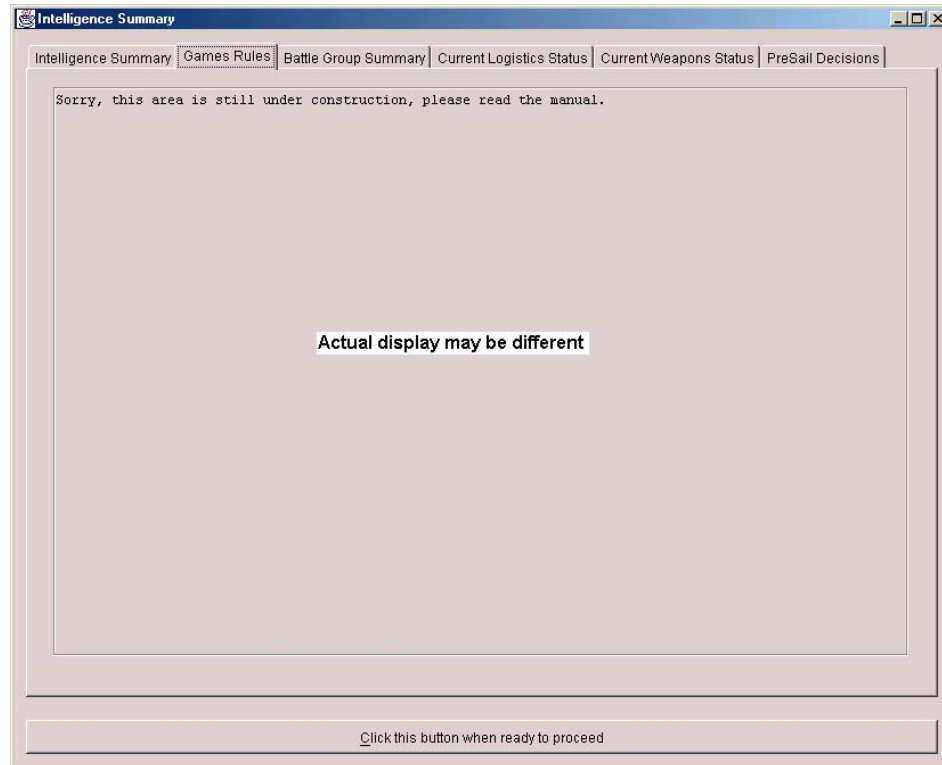 Intelligence Summary
Intelligence Summary Games Rules Battle Group Summary Current Logistics Status Current Weapons Status PreSail Decisions
Sorry, this area is still under construction, please read the manual.
Actual display may be different
Click this button when ready to proceed